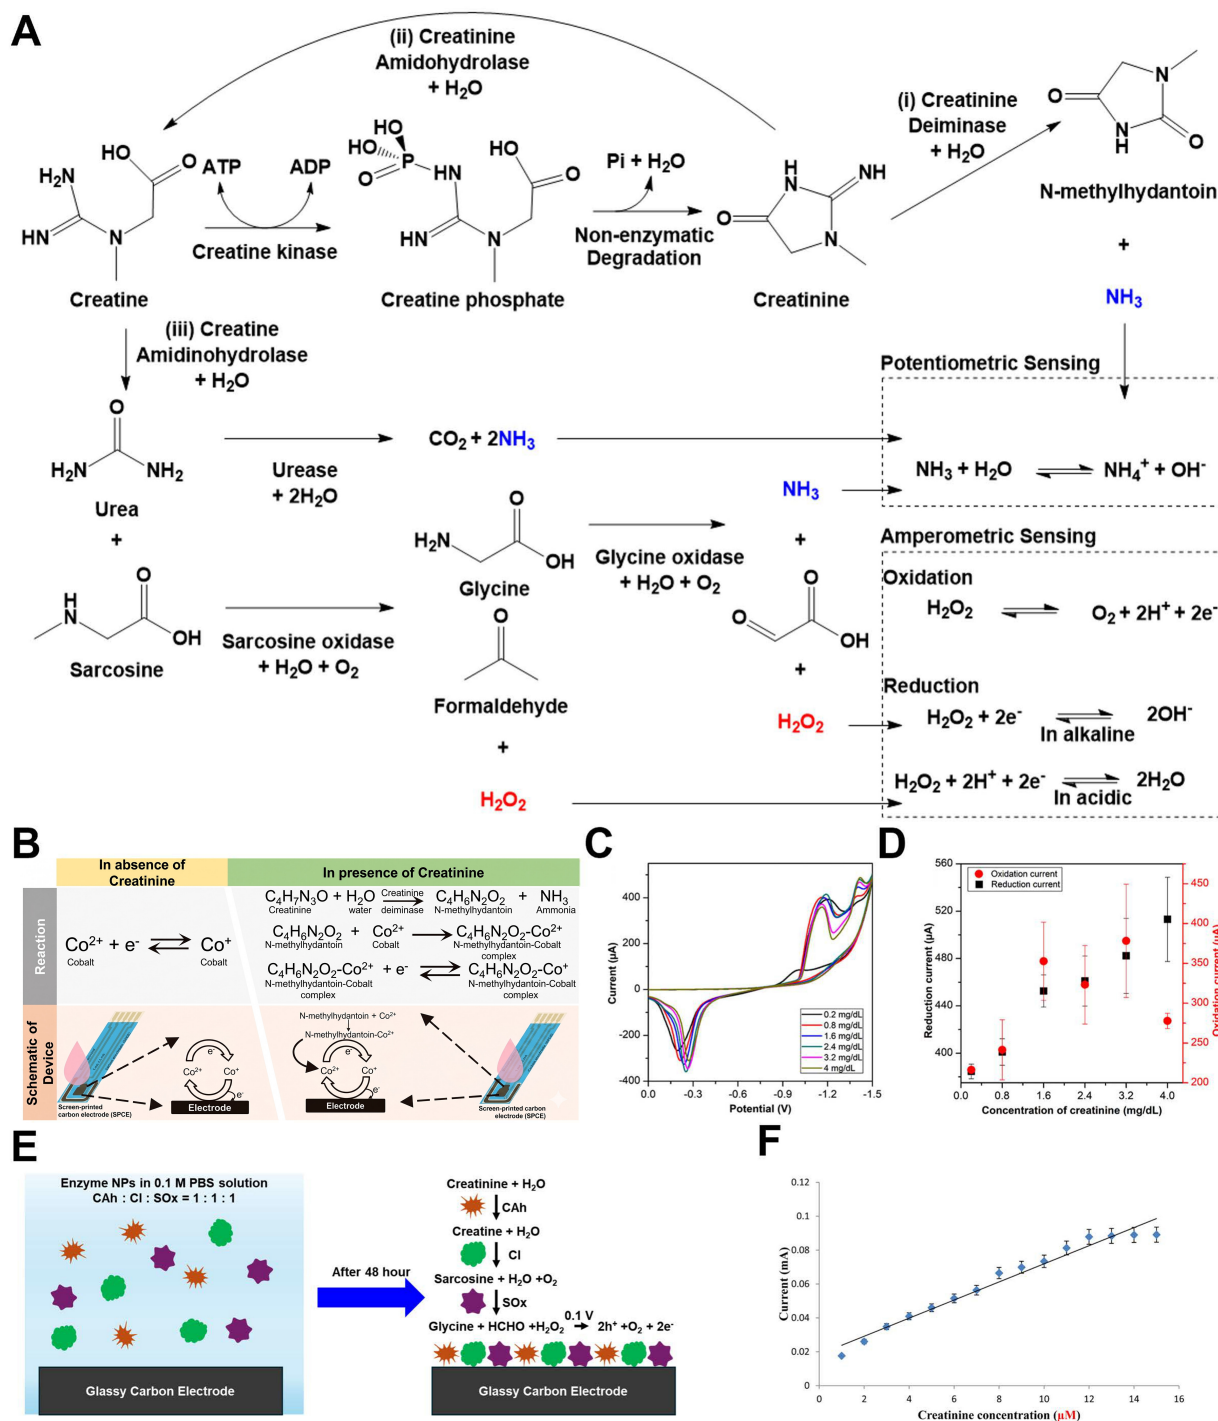 A
(ii) Creatinine
Amidohydrolase
+ H₂O
(i) Creatinine
Deiminase
+ H₂O
O
N
NH
O
N-methylhydantoin
+
NH₃
HO
O
H₂N
HN
N
Creatine
ATP
ADP
Creatine kinase
HO
HO
P
O
HN
HO
O
HN
N
Creatine phosphate
Pi + H₂O
Non-enzymatic
Degradation
H
N
NH
O
N
Creatinine
(iii) Creatine
Amidinohydrolase
+ H₂O
O
H₂N
NH₂
Urea
+
Urease
+ 2H₂O
CO₂ + 2NH₃
H
N
O
OH
Sarcosine
Sarcosine oxidase
+ H₂O + O₂
H₂N
O
OH
Glycine
O
Formaldehyde
+
H₂O₂
Glycine oxidase
+ H₂O + O₂
NH₃
+
O
O
OH
+
H₂O₂
Potentiometric Sensing
NH₃ + H₂O ⇌ NH₄⁺ + OH⁻
Amperometric Sensing
Oxidation
H₂O₂ ⇌ O₂ + 2H⁺ + 2e⁻
Reduction
H₂O₂ + 2e⁻ ⇌ 2OH⁻
In alkaline
H₂O₂ + 2H⁺ + 2e⁻ ⇌ 2H₂O
In acidic
B
In absence of
Creatinine
In presence of Creatinine
Reaction
Co²⁺ + e⁻ ⇌ Co⁺
Cobalt Cobalt
C₄H₇N₃O + H₂O → C₄H₆N₂O₂ + NH₃
Creatinine
deiminase
Creatinine water N-methylhydantoin Ammonia
C₄H₆N₂O₂ + Co²⁺ → C₄H₆N₂O₂-Co²⁺
N-methylhydantoin Cobalt N-methylhydantoin-Cobalt
complex
C₄H₆N₂O₂-Co²⁺ + e⁻ ⇌ C₄H₆N₂O₂-Co⁺
N-methylhydantoin-Cobalt N-methylhydantoin-Cobalt
complex complex
Schematic of
Device
Screen-printed
carbon electrode (SPCE)
e⁻
Co²⁺ Co⁺
e⁻
Electrode
N-methylhydantoin + Co²⁺
N-methylhydantoin-Co²⁺
e⁻
Co²⁺ Co⁺
e⁻
Electrode
Screen-printed carbon
electrode (SPCE)
C
Current (µA)
400
200
0
-200
-400
0.2 mg/dL
0.8 mg/dL
1.6 mg/dL
2.4 mg/dL
3.2 mg/dL
4 mg/dL
0.0 -0.3 -0.6 -0.9 -1.2 -1.5
Potential (V)
D
Oxidation current
Reduction current
Reduction current (µA)
560
520
480
440
400
Oxidation current (µA)
450
400
350
300
250
200
0.0 0.8 1.6 2.4 3.2 4.0
Concentration of creatinine (mg/dL)
E
Enzyme NPs in 0.1 M PBS solution
CAh : Cl : SOx = 1 : 1 : 1
Glassy Carbon Electrode
After 48 hour
Creatinine + H₂O
CAh
Creatine + H₂O
Cl
Sarcosine + H₂O +O₂
SOx
0.1 V
Glycine + HCHO +H₂O₂ → 2h⁺ +O₂ + 2e⁻
Glassy Carbon Electrode
F
Current (mA)
0.12
0.1
0.08
0.06
0.04
0.02
0
0 2 4 6 8 10 12 14 16
Creatinine concentration (µM)